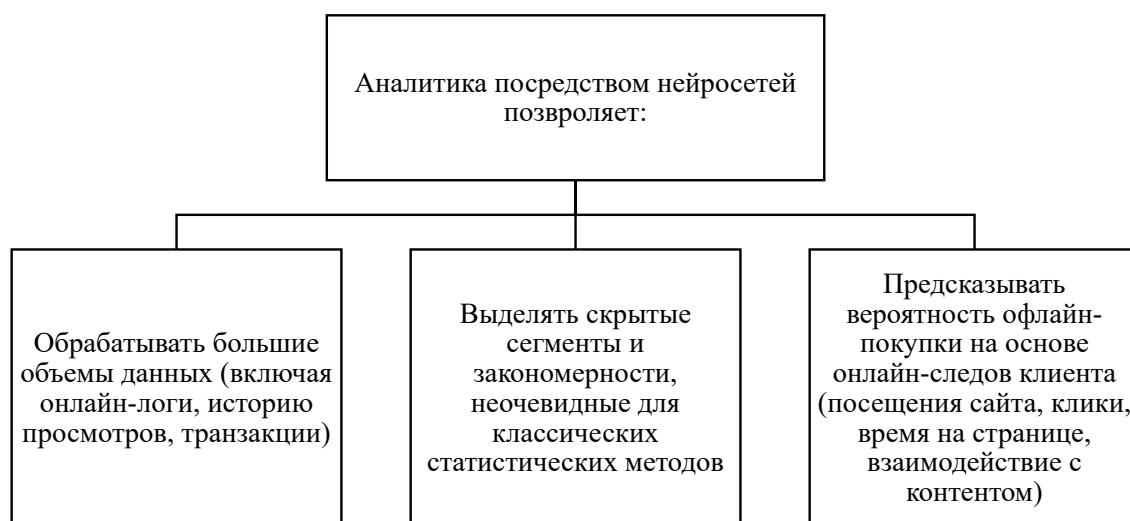 Аналитика посредством нейросетей
позвроляет:
Обрабатывать большие
объемы данных (включая
онлайн-логи, историю
просмотров, транзакции)
Выделять скрытые
сегменты и
закономерности,
неочевидные для
классических
статистических методов
Предсказывать
вероятность офлайн-
покупки на основе
онлайн-следов клиента
(посещения сайта, клики,
время на странице,
взаимодействие с
контентом)